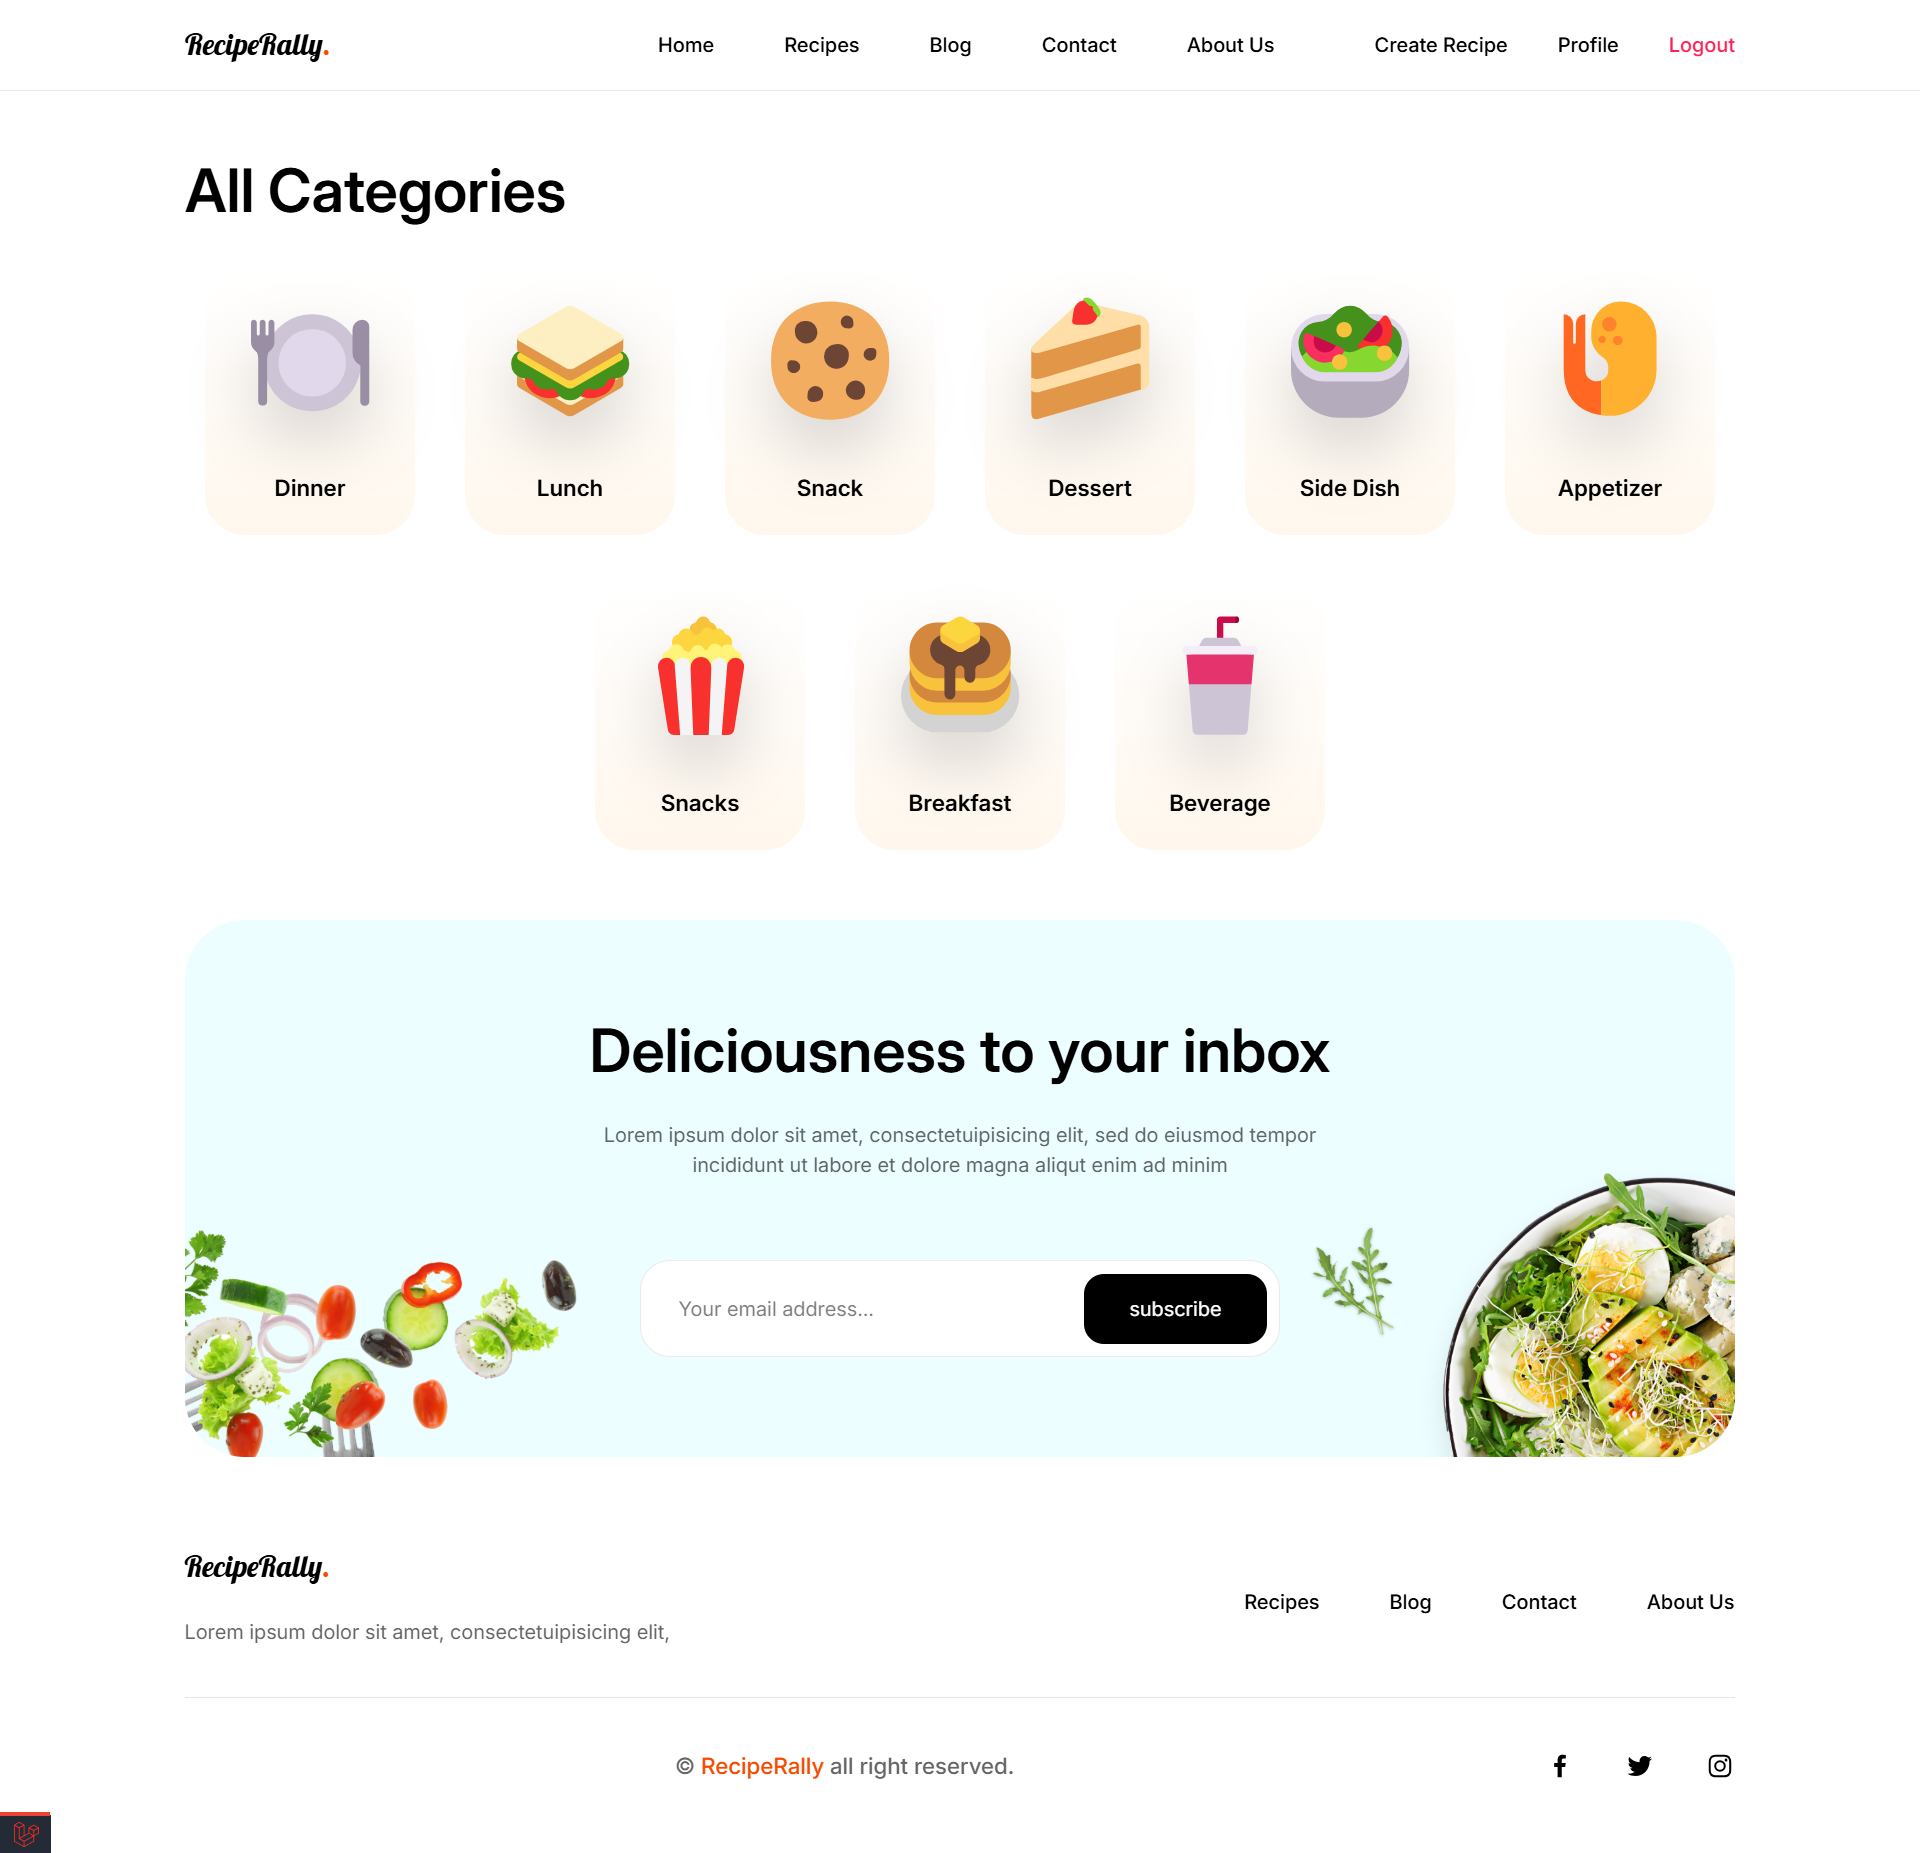 RecipeRally.
Home Recipes Blog Contact About Us Create Recipe Profile Logout
All Categories
Dinner Lunch Snack Dessert Side Dish Appetizer
Snacks Breakfast Beverage
Deliciousness to your inbox
Lorem ipsum dolor sit amet, consectetuipisicing elit, sed do eiusmod tempor
incididunt ut labore et dolore magna aliqut enim ad minim
Your email address...
subscribe
RecipeRally.
Lorem ipsum dolor sit amet, consectetuipisicing elit,
Recipes Blog Contact About Us
© RecipeRally all right reserved.